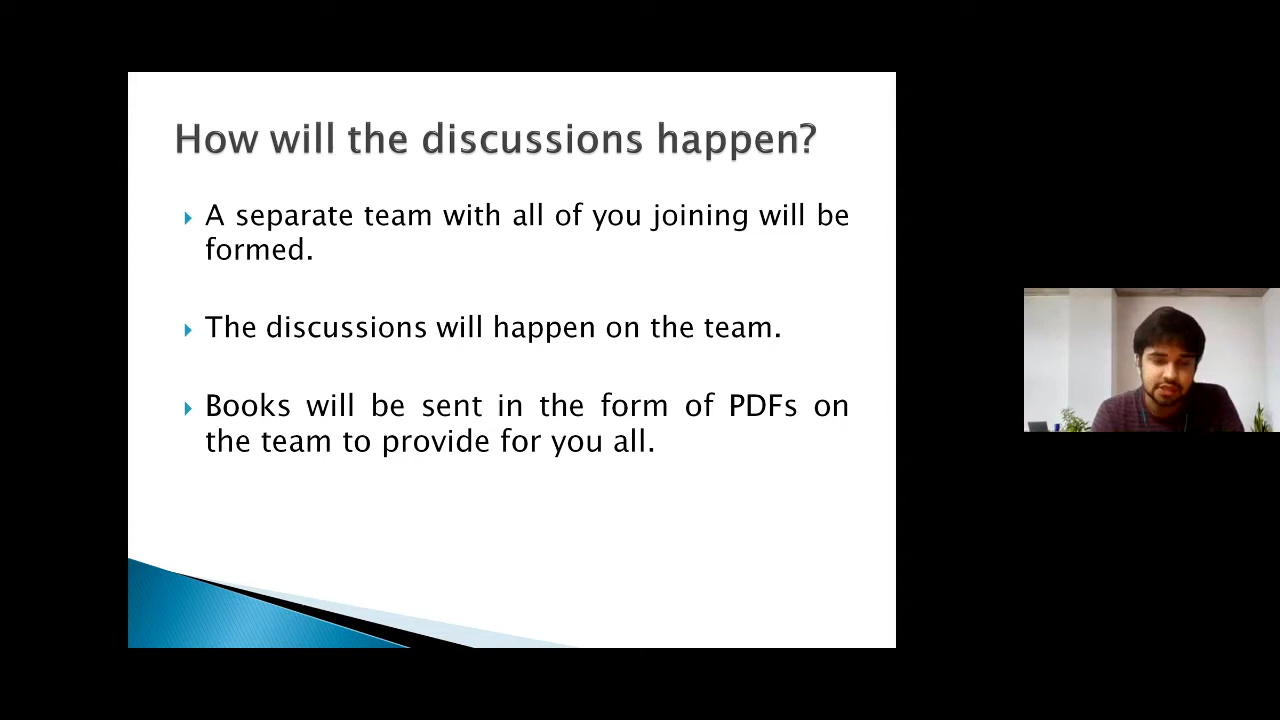 How will the discussions happen?
A separate team with all of you joining will be
formed.
The discussions will happen on the team.
Books will be sent in the form of PDFs on
the team to provide for you all.